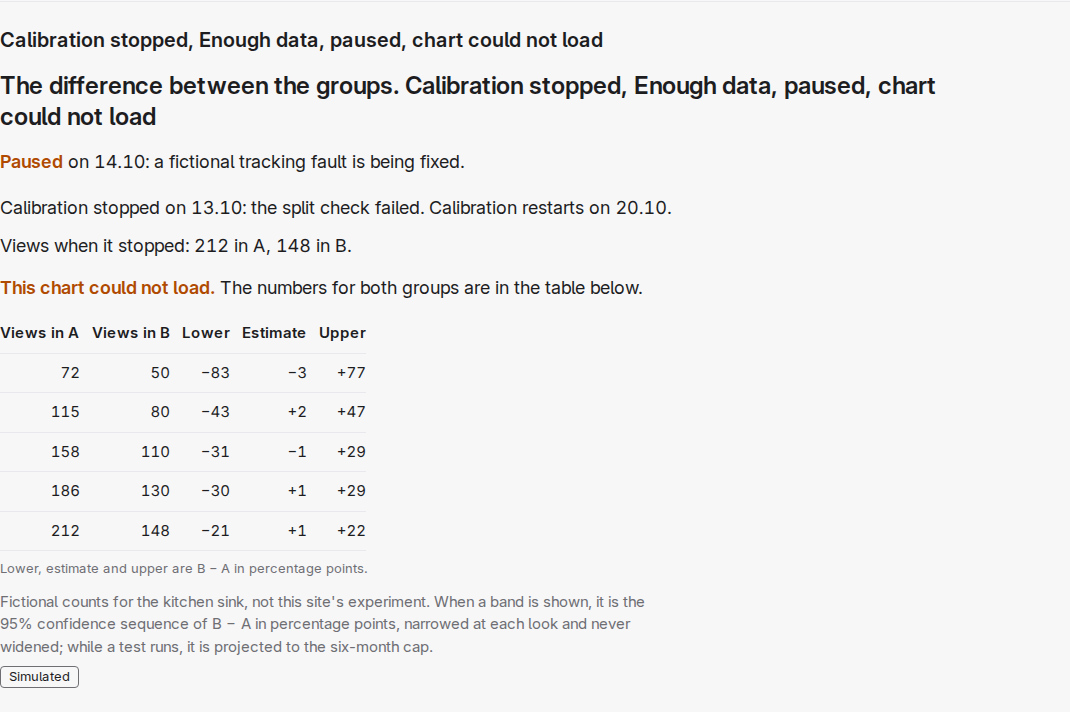 Calibration stopped, Enough data, paused, chart could not load
The difference between the groups. Calibration stopped, Enough data, paused, chart
could not load
Paused on 14.10: a fictional tracking fault is being fixed.
Calibration stopped on 13.10: the split check failed. Calibration restarts on 20.10.
Views when it stopped: 212 in A, 148 in B.
This chart could not load. The numbers for both groups are in the table below.
Views in A Views in B Lower Estimate Upper
72 50 −83 −3 +77
115 80 −43 +2 +47
158 110 −31 −1 +29
186 130 −30 +1 +29
212 148 −21 +1 +22
Lower, estimate and upper are B − A in percentage points.
Fictional counts for the kitchen sink, not this site's experiment. When a band is shown, it is the
95% confidence sequence of B − A in percentage points, narrowed at each look and never
widened; while a test runs, it is projected to the six-month cap.
Simulated